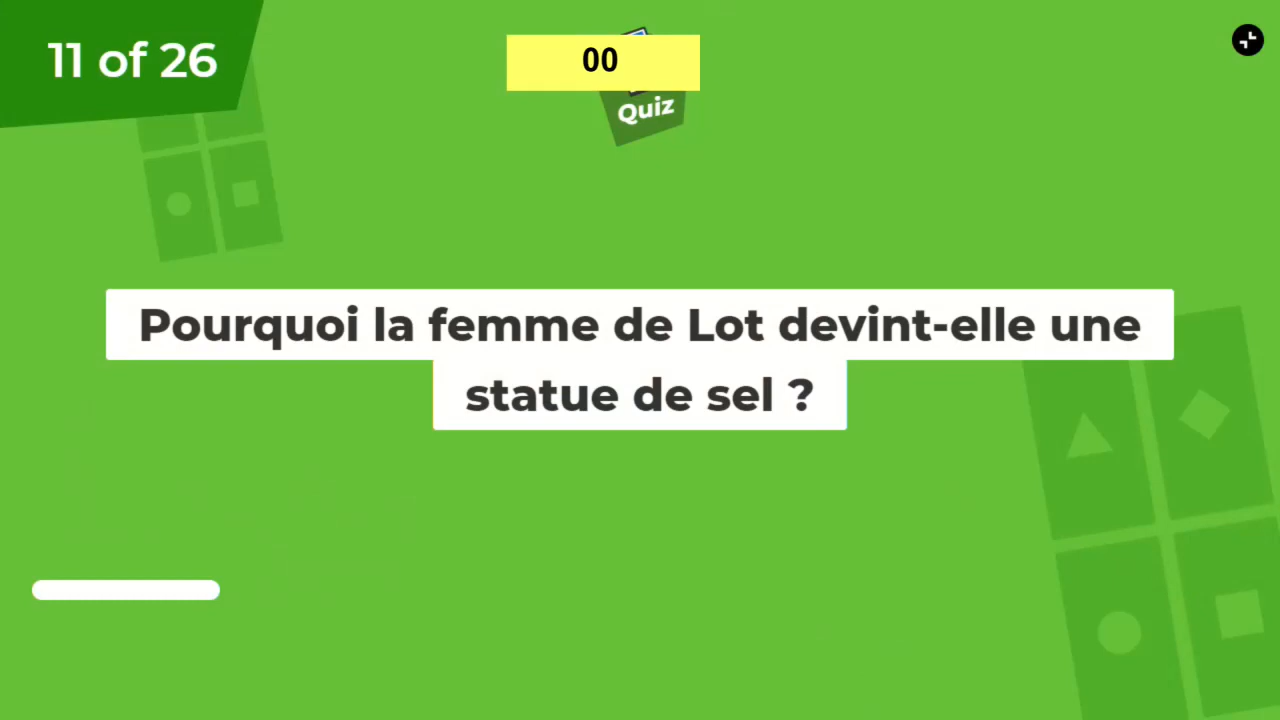 11 of 26
00
Quiz
Pourquoi la femme de Lot devint-elle une
statue de sel ?